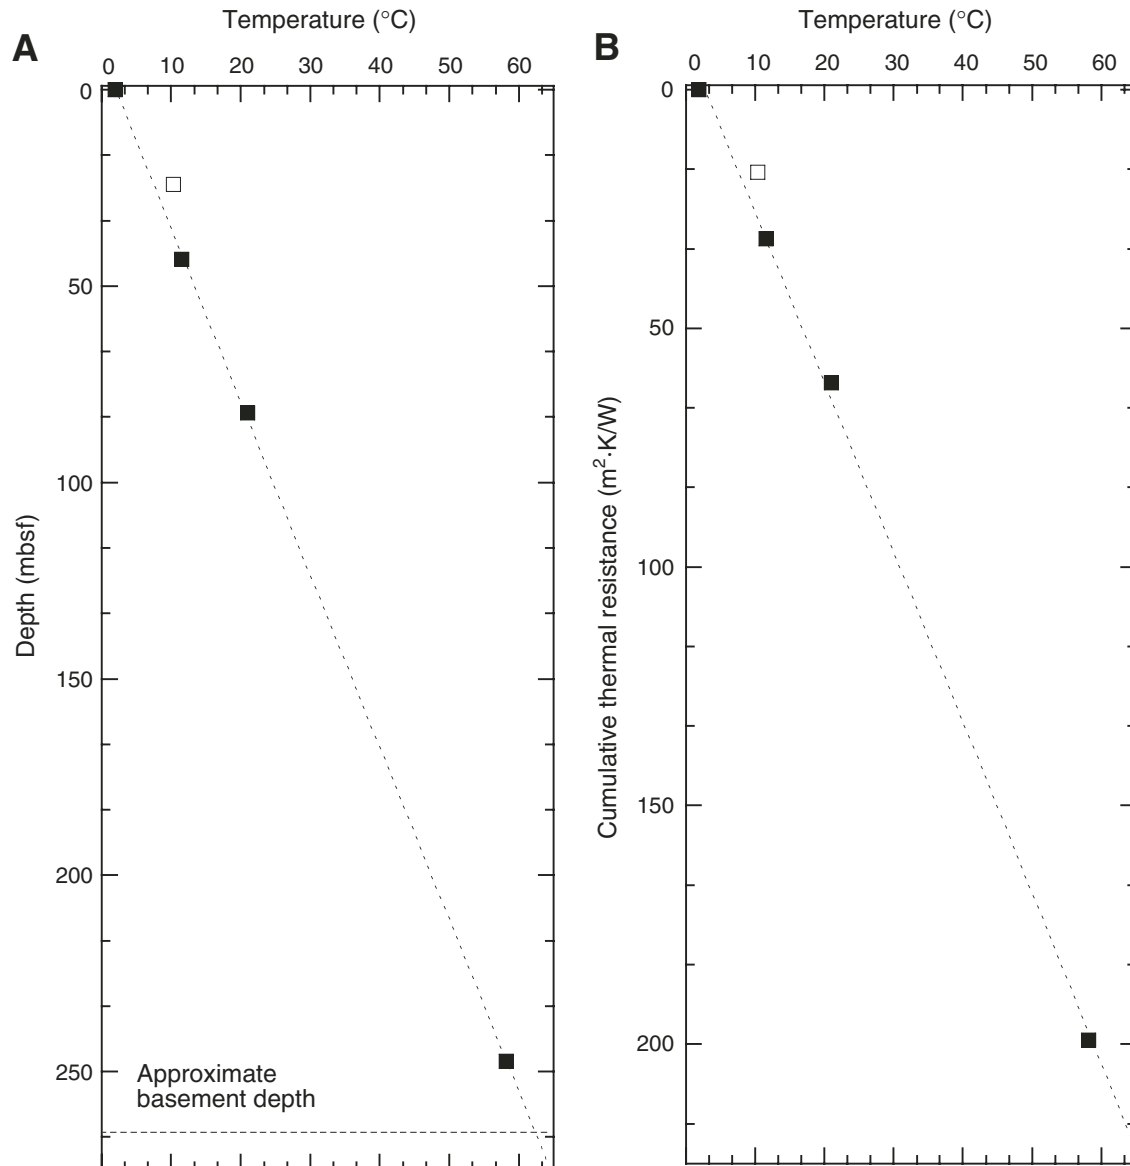 A
Temperature (°C)
0 10 20 30 40 50 60
0
50
100
150
200
250
Depth (mbsf)
Approximate
basement depth
B
Temperature (°C)
0 10 20 30 40 50 60
0
50
100
150
200
Cumulative thermal resistance (m²·K/W)